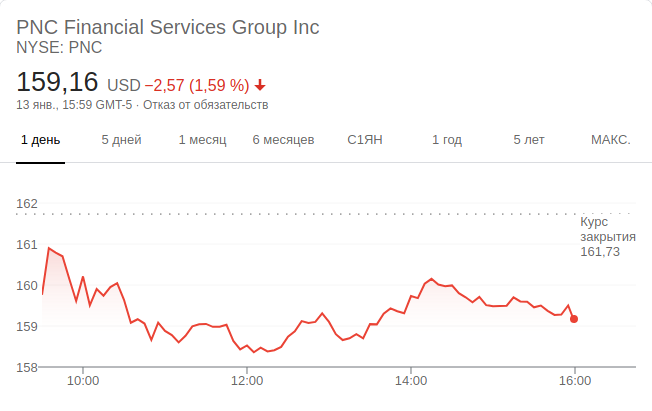 PNC Financial Services Group Inc
NYSE: PNC
159,16 USD −2,57 (1,59 %)
13 янв., 15:59 GMT-5 · Отказ от обязательств
1 день 5 дней 1 месяц 6 месяцев С1ЯН 1 год 5 лет МАКС.
162
Курс
закрытия
161,73
161
160
159
158
10:00 12:00 14:00 16:00